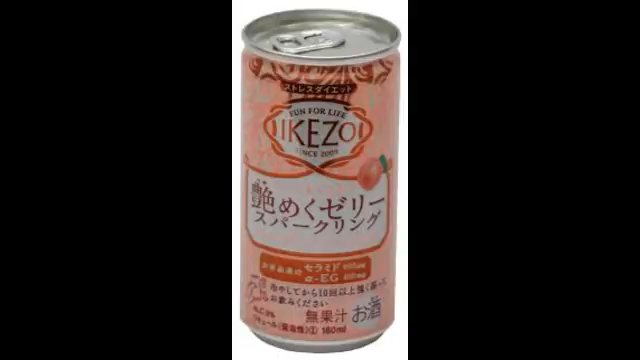 ストレスダイエット
FUN FOR LIFE
IKEZO
SINCE 2005
艶めくゼリー
スパークリング
セラミド
α-EG
冷やしてから10回以上強く振って
お飲みください
無果汁 お酒
① 180ml